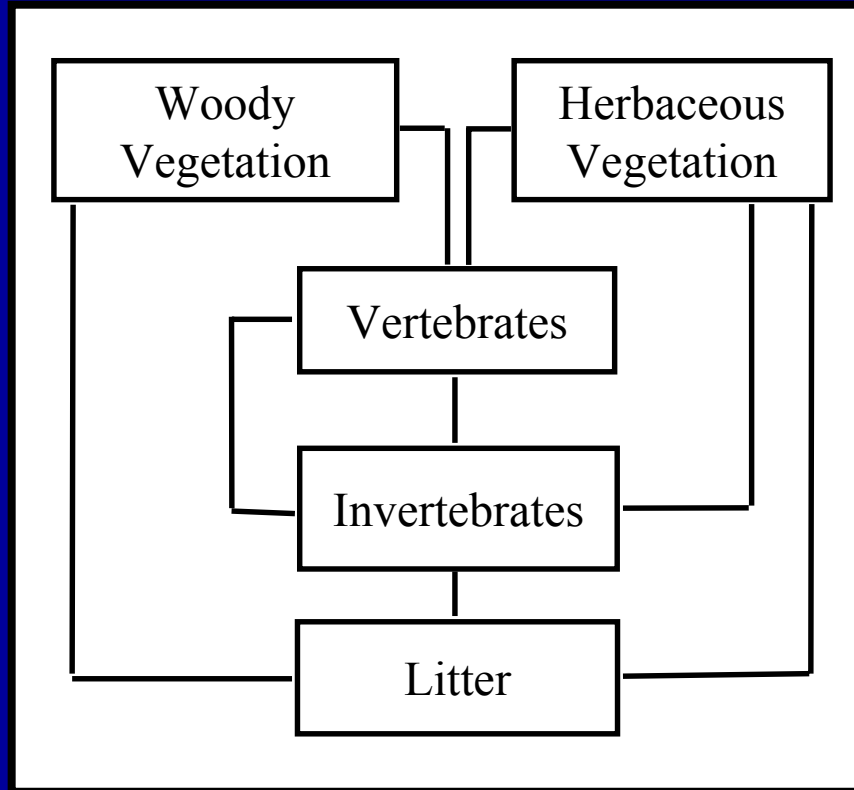 Woody
Vegetation
Herbaceous
Vegetation
Vertebrates
Invertebrates
Litter